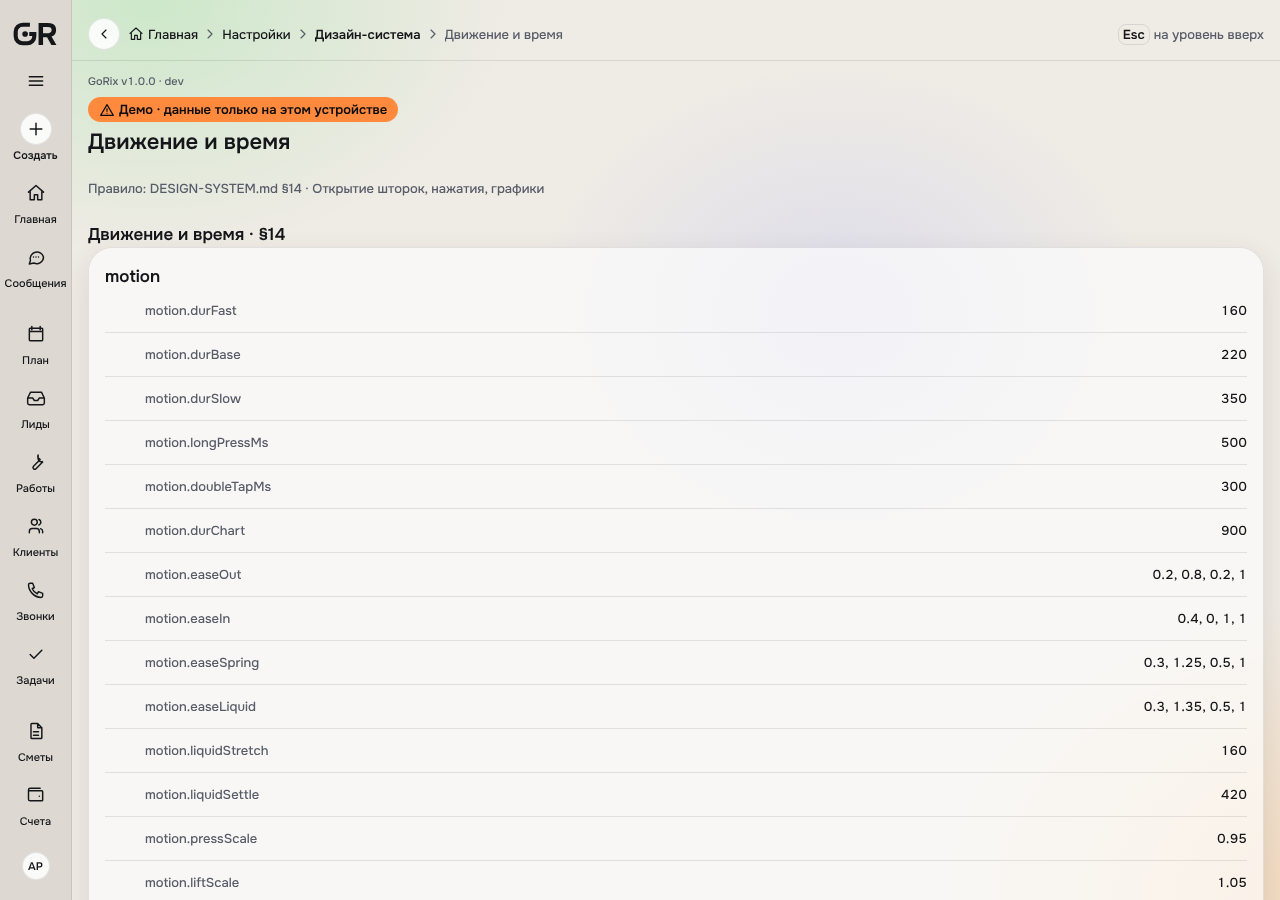 GR
Создать
Главная
Сообщения
План
Лиды
Работы
Клиенты
Звонки
Задачи
Сметы
Счета
AP
Главная
Настройки
Дизайн-система
Движение и время
Esc на уровень вверх
GoRix v1.0.0 · dev
Демо · данные только на этом устройстве
Движение и время
Правило: DESIGN-SYSTEM.md §14 · Открытие шторок, нажатия, графики
Движение и время · §14
motion
motion.durFast 160
motion.durBase 220
motion.durSlow 350
motion.longPressMs 500
motion.doubleTapMs 300
motion.durChart 900
motion.easeOut 0.2, 0.8, 0.2, 1
motion.easeIn 0.4, 0, 1, 1
motion.easeSpring 0.3, 1.25, 0.5, 1
motion.easeLiquid 0.3, 1.35, 0.5, 1
motion.liquidStretch 160
motion.liquidSettle 420
motion.pressScale 0.95
motion.liftScale 1.05